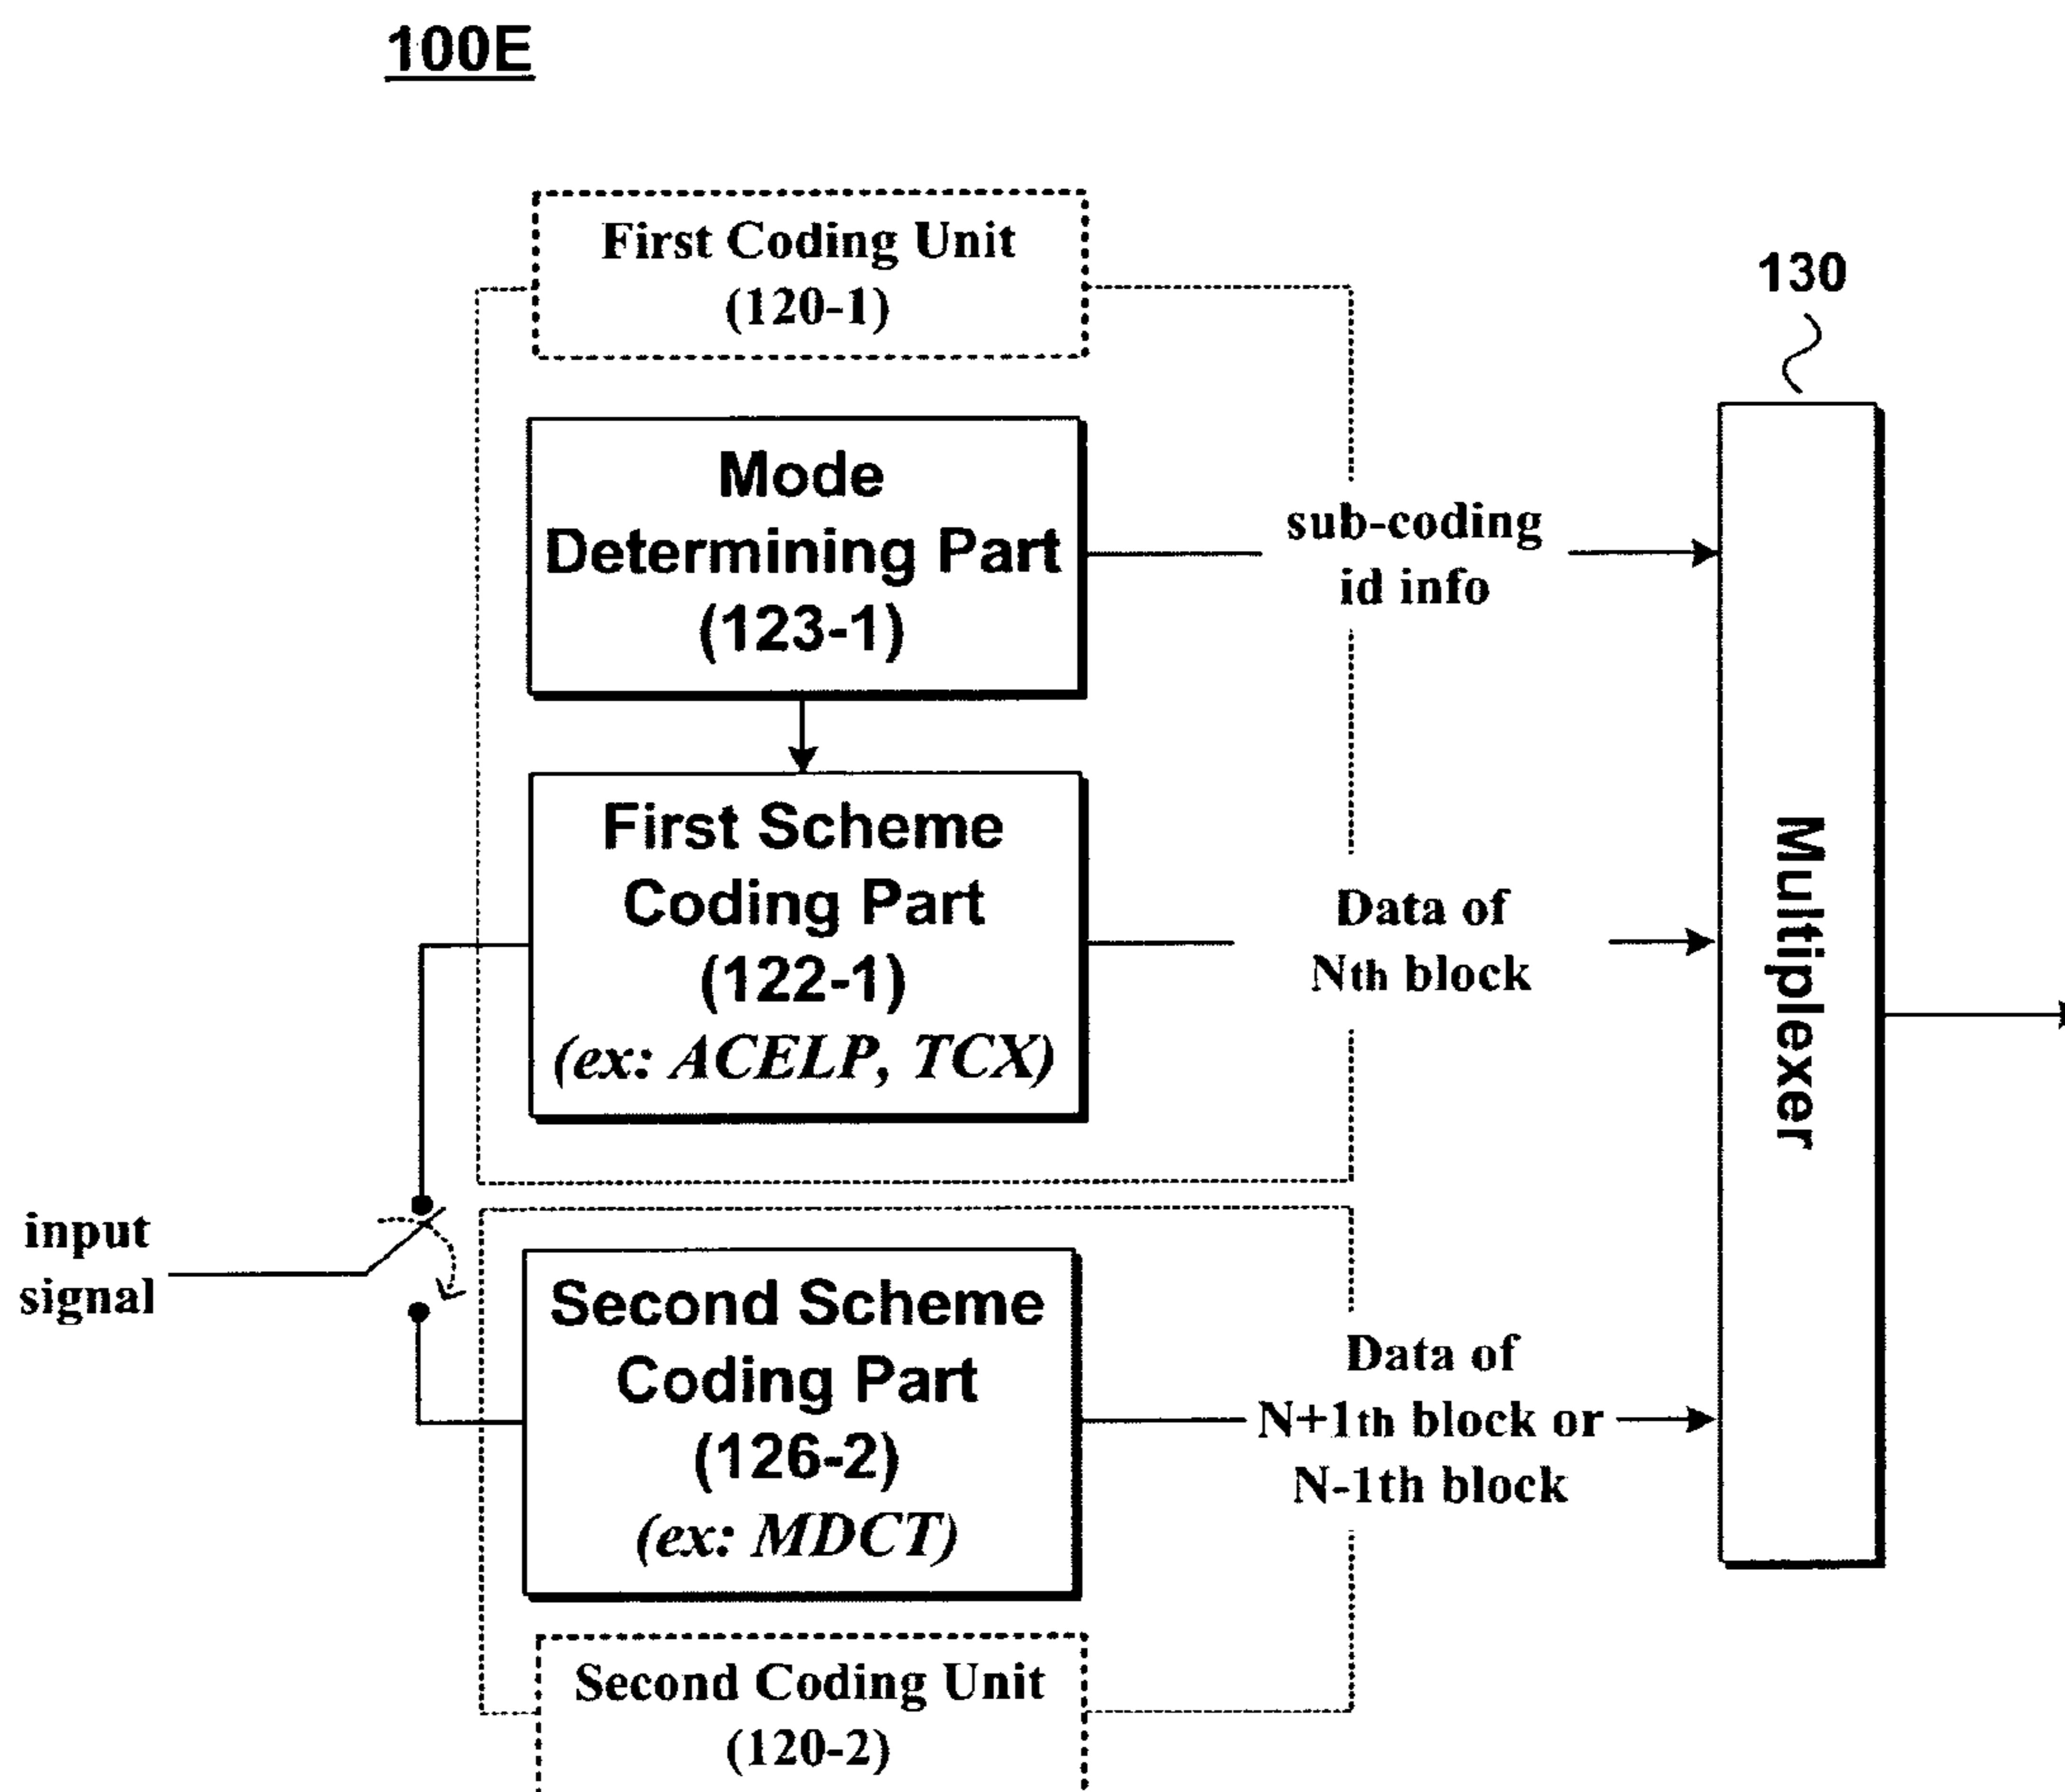 100E
First Coding Unit
(120-1)
130
Mode
Determining Part
(123-1)
sub-coding
id info
First Scheme
Coding Part
(122-1)
(ex: ACELP, TCX)
Data of
Nth block
Multiplexer
input
signal
Second Scheme
Coding Part
(126-2)
(ex: MDCT)
Data of
N+1th block or
N-1th block
Second Coding Unit
(120-2)